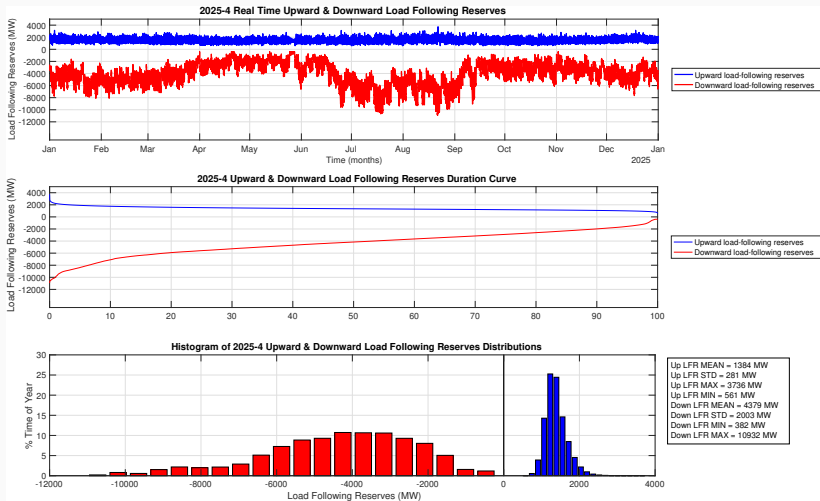 2025-4 Real Time Upward & Downward Load Following Reserves
Load Following Reserves (MW)
4000
2000
0
-2000
-4000
-6000
-8000
-10000
-12000
Jan Feb Mar Apr May Jun Jul Aug Sep Oct Nov Dec Jan
Time (months)
2025
Upward load-following reserves
Downward load-following reserves
2025-4 Upward & Downward Load Following Reserves Duration Curve
Load Following Reserves (MW)
4000
2000
0
-2000
-4000
-6000
-8000
-10000
-12000
0 10 20 30 40 50 60 70 80 90 100
Upward load-following reserves
Downward load-following reserves
Histogram of 2025-4 Upward & Downward Load Following Reserves Distributions
% Time of Year
30
25
20
15
10
5
0
-12000 -10000 -8000 -6000 -4000 -2000 0 2000 4000
Load Following Reserves (MW)
Up LFR MEAN = 1384 MW
Up LFR STD = 281 MW
Up LFR MAX = 3736 MW
Up LFR MIN = 561 MW
Down LFR MEAN = 4379 MW
Down LFR STD = 2003 MW
Down LFR MIN = 382 MW
Down LFR MAX = 10932 MW